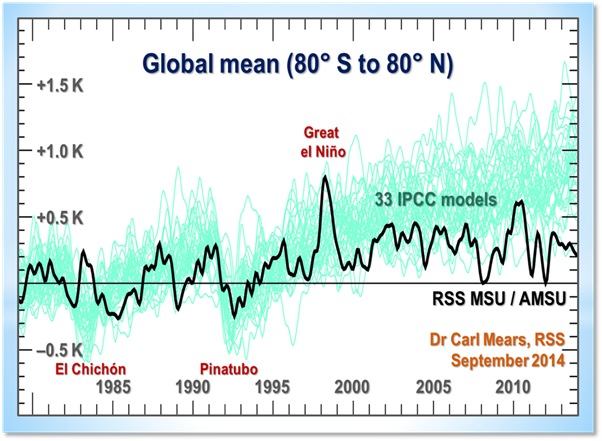 Global mean (80° S to 80° N)
+1.5 K
+1.0 K
Great
el Niño
+0.5 K
33 IPCC models
RSS MSU / AMSU
–0.5 K
Dr Carl Mears, RSS
September 2014
El Chichón
Pinatubo
1985
1990
1995
2000
2005
2010